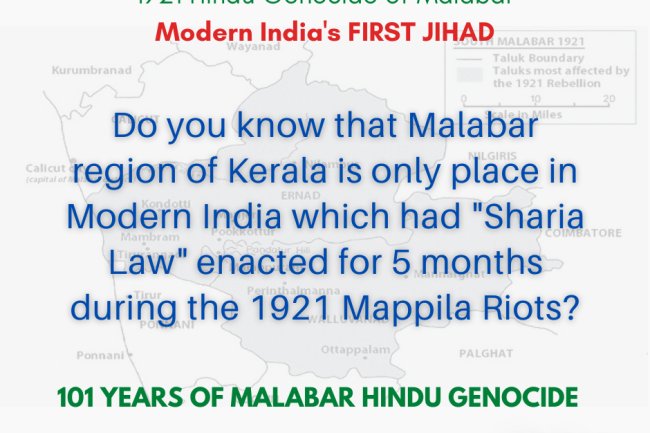 1921 Hindu Genocide of Malabar
Modern India's FIRST JIHAD
Wayanad
SOUTH MALABAR 1921
Kurumbranad
Taluk Boundary
Taluks most affected by
the 1921 Rebellion
0 10 20
Scale in Miles
Do you know that Malabar
region of Kerala is only place in
Modern India which had "Sharia
Law" enacted for 5 months
during the 1921 Mappila Riots?
Calicut
(capital of
NILGIRIS
ERNAD
Kondotti
Mambram
Pookkottur
COIMBATORE
Perinthalmanna
Mannarghat
Tirur
PONNANI
WALLUVANAD
Ottappalam
Ponnani
PALGHAT
101 YEARS OF MALABAR HINDU GENOCIDE